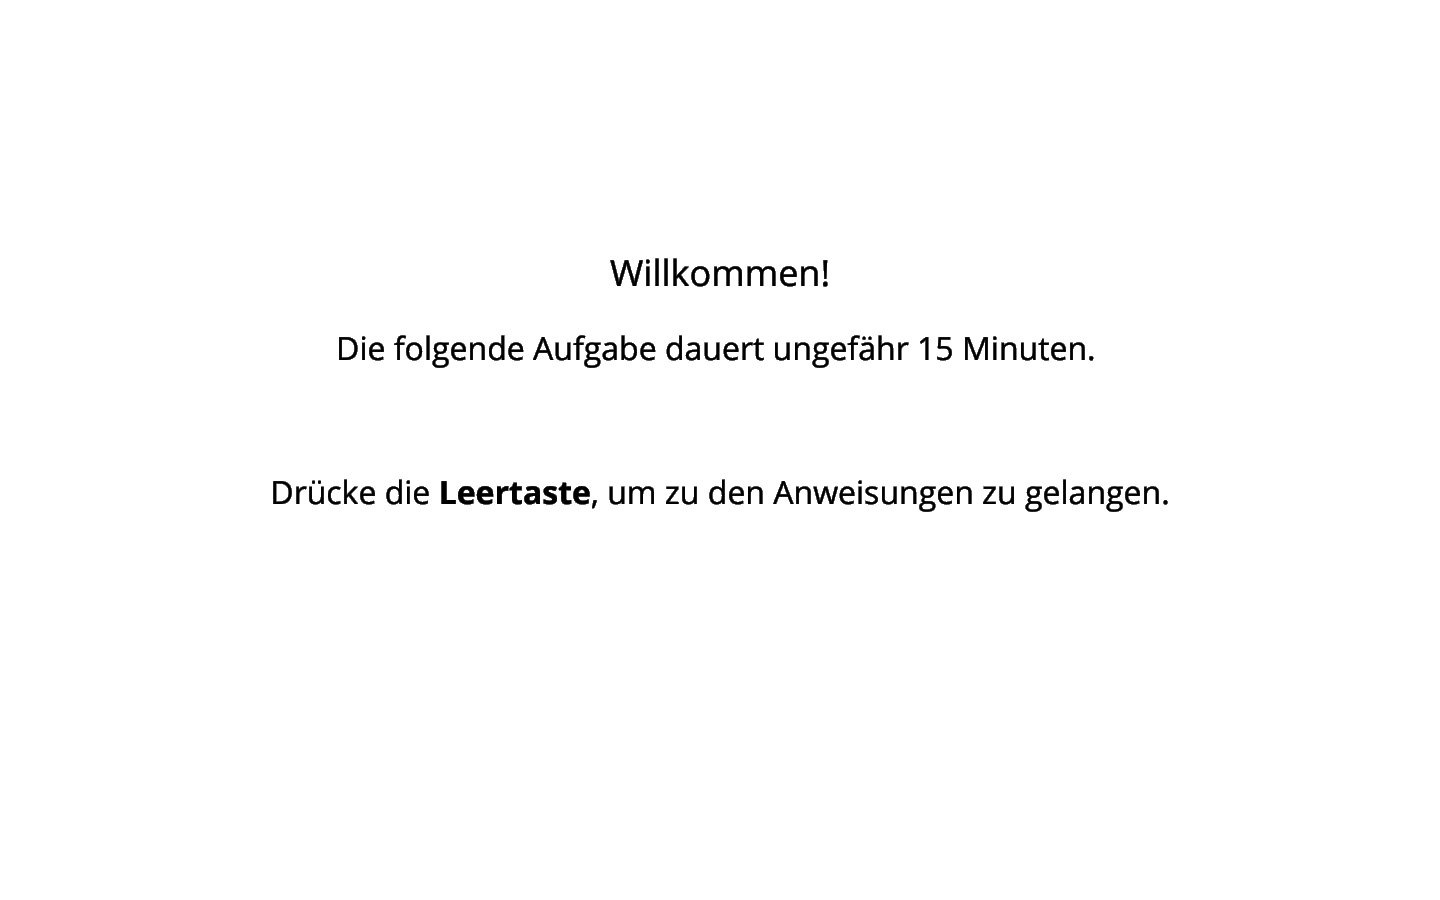 Willkommen!
Die folgende Aufgabe dauert ungefähr 15 Minuten.
Drücke die Leertaste, um zu den Anweisungen zu gelangen.